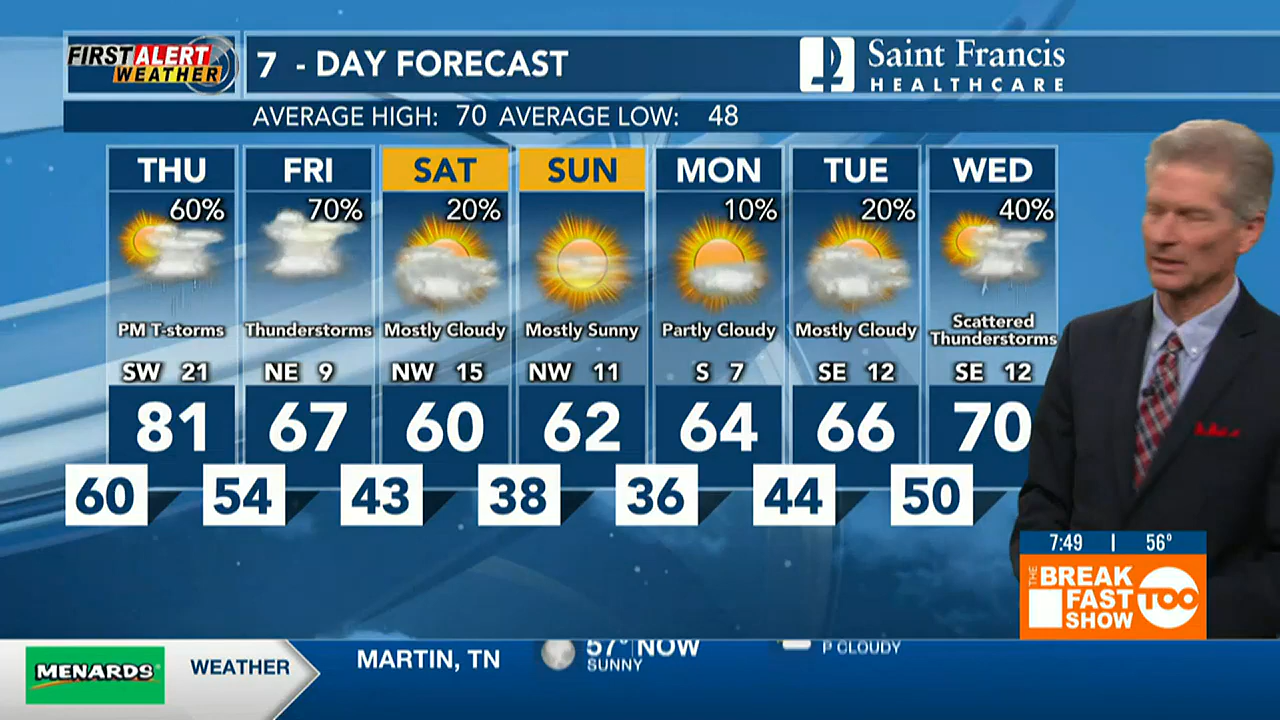 FIRST ALERT
WEATHER
7 - DAY FORECAST
Saint Francis
HEALTHCARE
AVERAGE HIGH: 70 AVERAGE LOW: 48
THU FRI SAT SUN MON TUE WED
60% 70% 20% 10% 20% 40%
PM T-storms Thunderstorms Mostly Cloudy Mostly Sunny Partly Cloudy Mostly Cloudy Scattered
Thunderstorms
SW 21 NE 9 NW 15 NW 11 S 7 SE 12 SE 12
81 67 60 62 64 66 70
60 54 43 38 36 44 50
7:49 | 56°
THE
BREAK
FAST
SHOW
TOO
MENARDS
WEATHER
MARTIN, TN
57° NOW
SUNNY
P CLOUDY